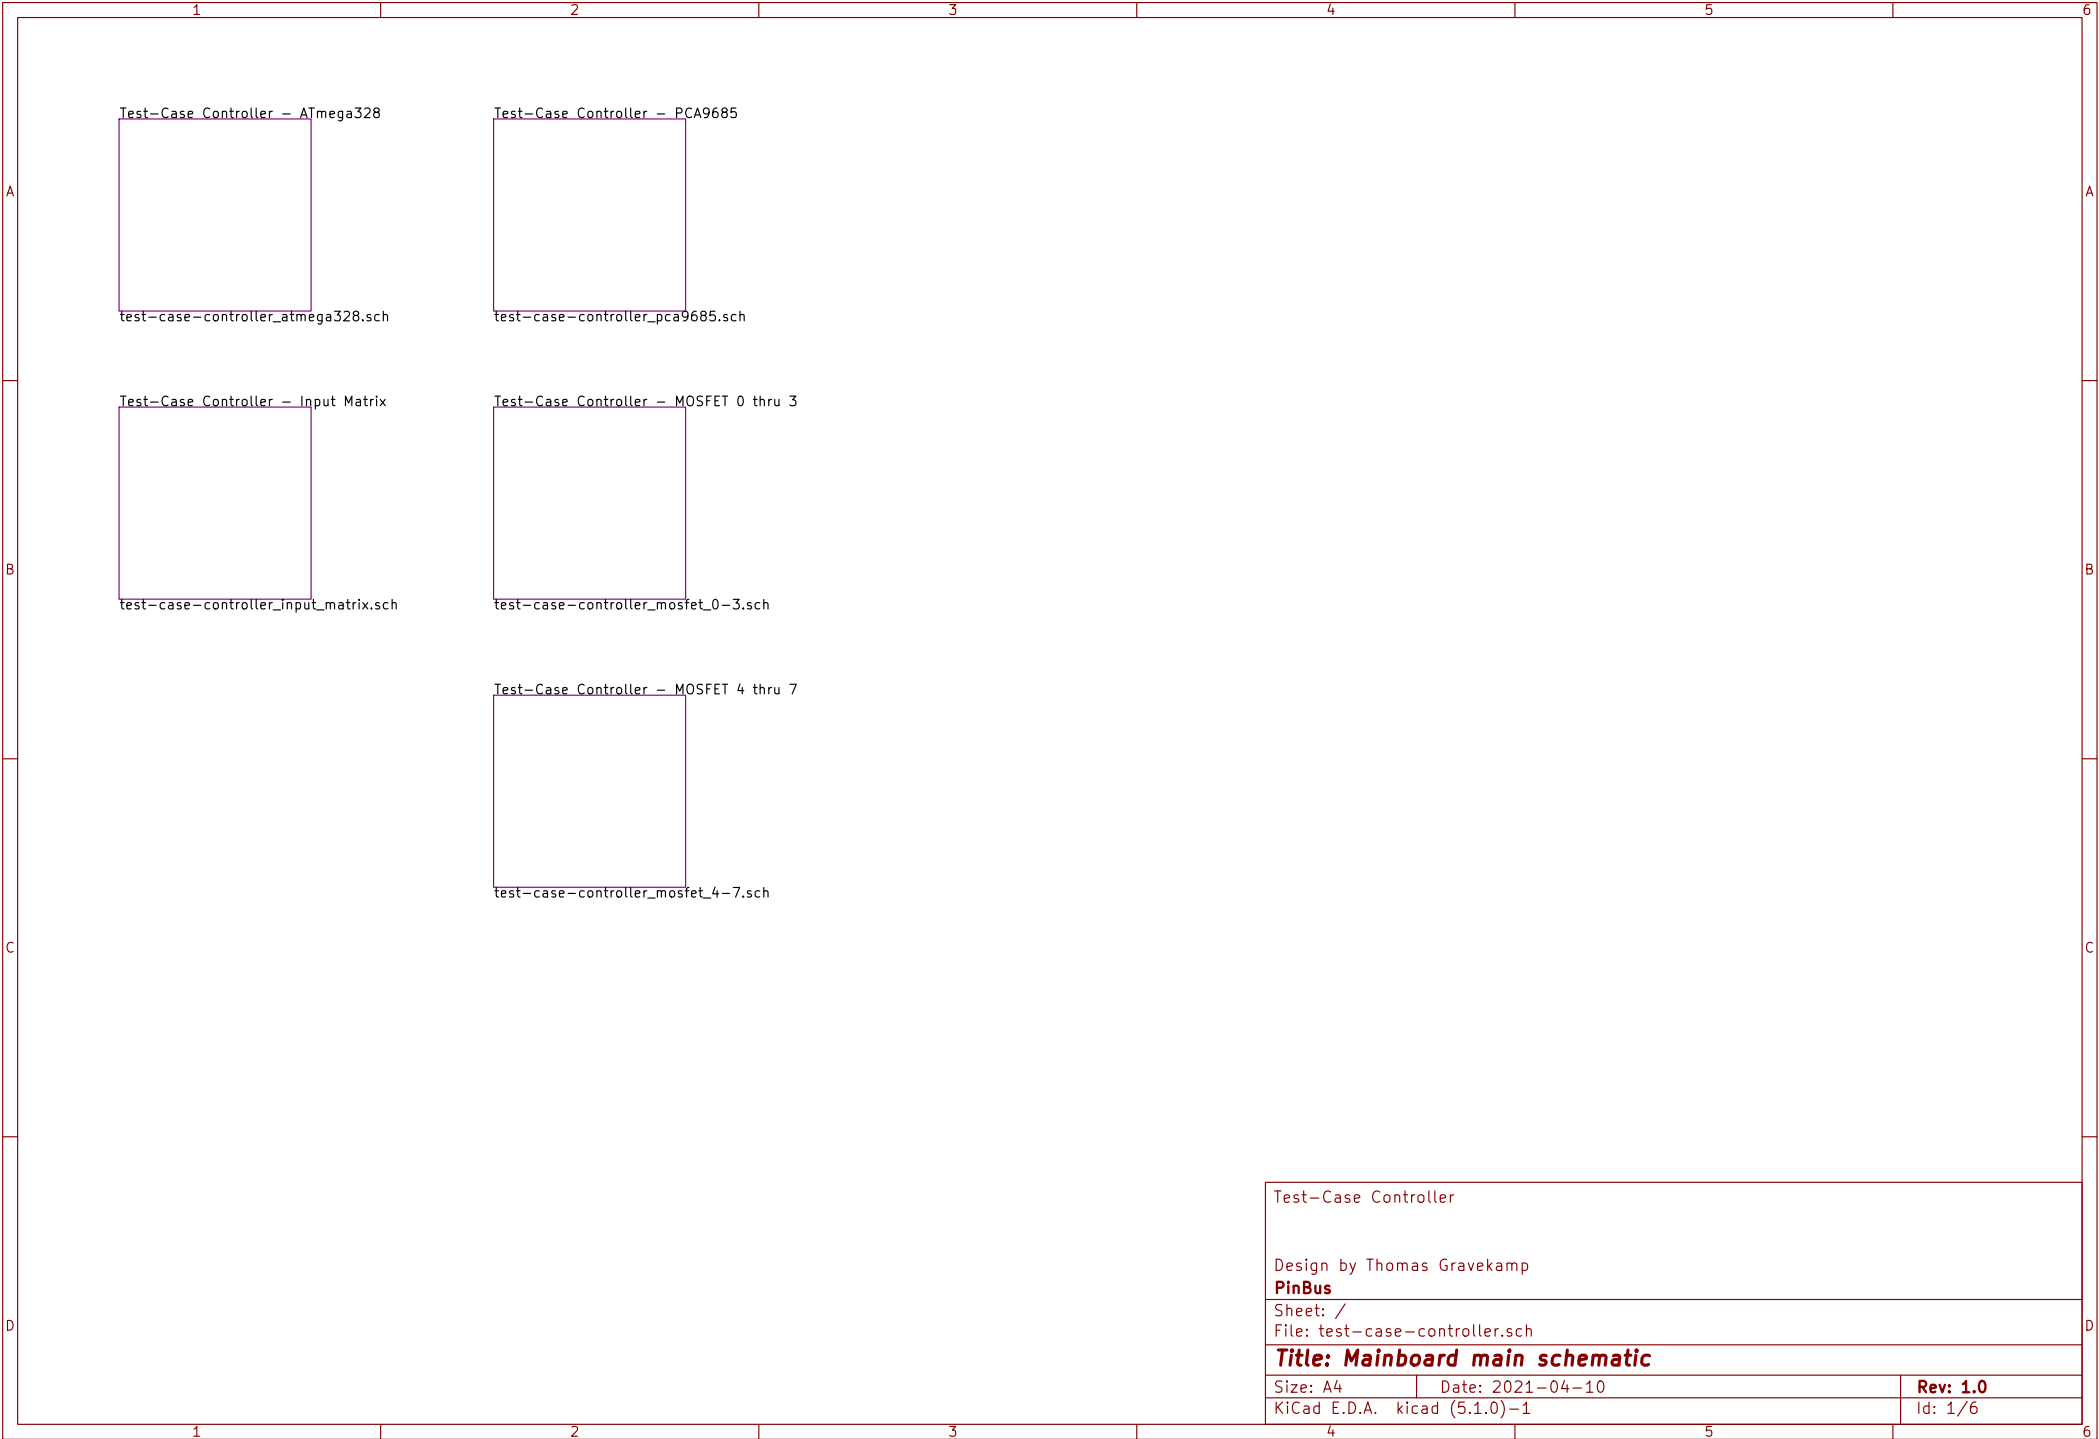 1 2 3 4 5 6
Test-Case Controller - ATmega328
Test-Case Controller - PCA9685
A
A
test-case-controller_atmega328.sch
test-case-controller_pca9685.sch
Test-Case Controller - Input Matrix
Test-Case Controller - MOSFET 0 thru 3
B
B
test-case-controller_input_matrix.sch
test-case-controller_mosfet_0-3.sch
Test-Case Controller - MOSFET 4 thru 7
test-case-controller_mosfet_4-7.sch
C
C
Test-Case Controller
Design by Thomas Gravekamp
PinBus
Sheet: /
D
D
File: test-case-controller.sch
Title: Mainboard main schematic
Size: A4
Date: 2021-04-10
Rev: 1.0
KiCad E.D.A. kicad (5.1.0)-1
Id: 1/6
1 2 3 4 5 6